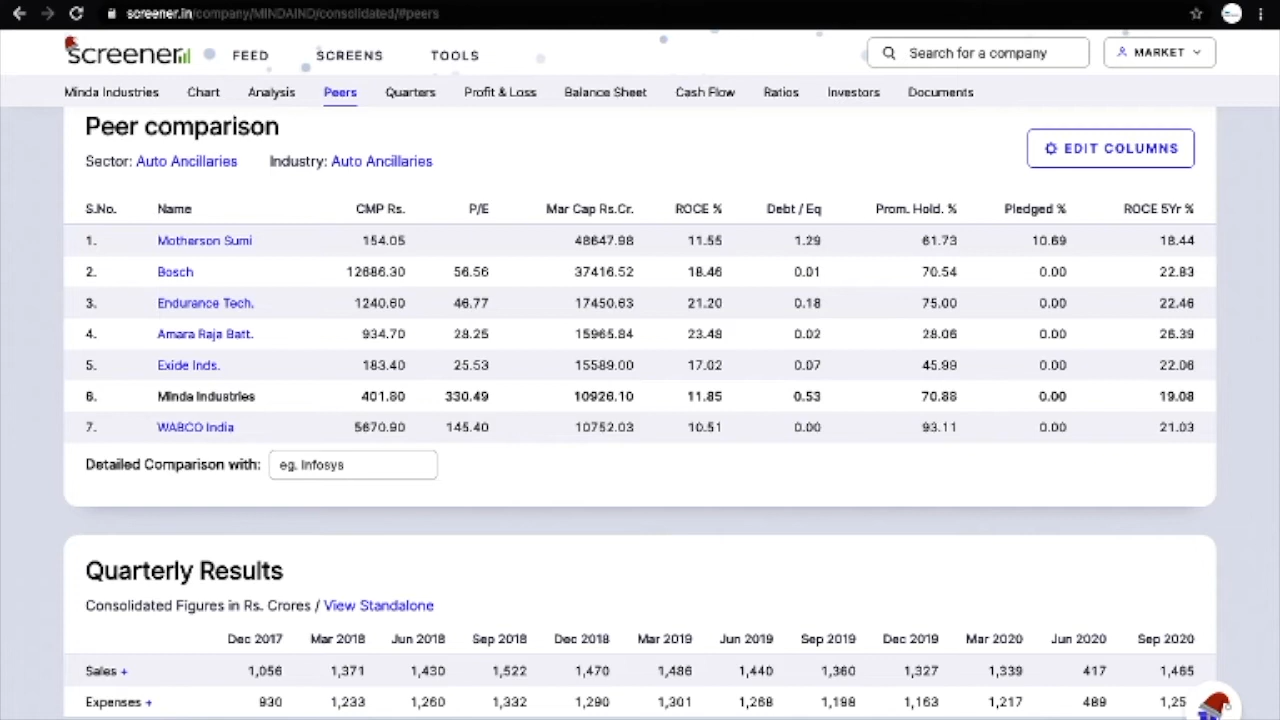 screener.in/company/MINDAIND/consolidated/#peers
screener FEED SCREENS TOOLS Search for a company MARKET
Minda Industries Chart Analysis Peers Quarters Profit & Loss Balance Sheet Cash Flow Ratios Investors Documents
Peer comparison
EDIT COLUMNS
Sector: Auto Ancillaries Industry: Auto Ancillaries
S.No. Name CMP Rs. P/E Mar Cap Rs.Cr. ROCE % Debt / Eq Prom. Hold. % Pledged % ROCE 5Yr %
1. Motherson Sumi 154.05 48647.98 11.55 1.29 61.73 10.69 18.44
2. Bosch 12686.30 56.56 37416.52 18.46 0.01 70.54 0.00 22.83
3. Endurance Tech. 1240.60 46.77 17450.63 21.20 0.18 75.00 0.00 22.46
4. Amara Raja Batt. 934.70 28.25 15965.84 23.48 0.02 28.06 0.00 26.39
5. Exide Inds. 183.40 25.53 15589.00 17.02 0.07 45.99 0.00 22.06
6. Minda Industries 401.80 330.49 10926.10 11.85 0.53 70.88 0.00 19.08
7. WABCO India 5670.90 145.40 10752.03 10.51 0.00 93.11 0.00 21.03
Detailed Comparison with: eg. Infosys
Quarterly Results
Consolidated Figures in Rs. Crores / View Standalone
Dec 2017 Mar 2018 Jun 2018 Sep 2018 Dec 2018 Mar 2019 Jun 2019 Sep 2019 Dec 2019 Mar 2020 Jun 2020 Sep 2020
Sales + 1,056 1,371 1,430 1,522 1,470 1,486 1,440 1,360 1,327 1,339 417 1,465
Expenses + 930 1,233 1,260 1,332 1,290 1,301 1,268 1,198 1,163 1,217 489